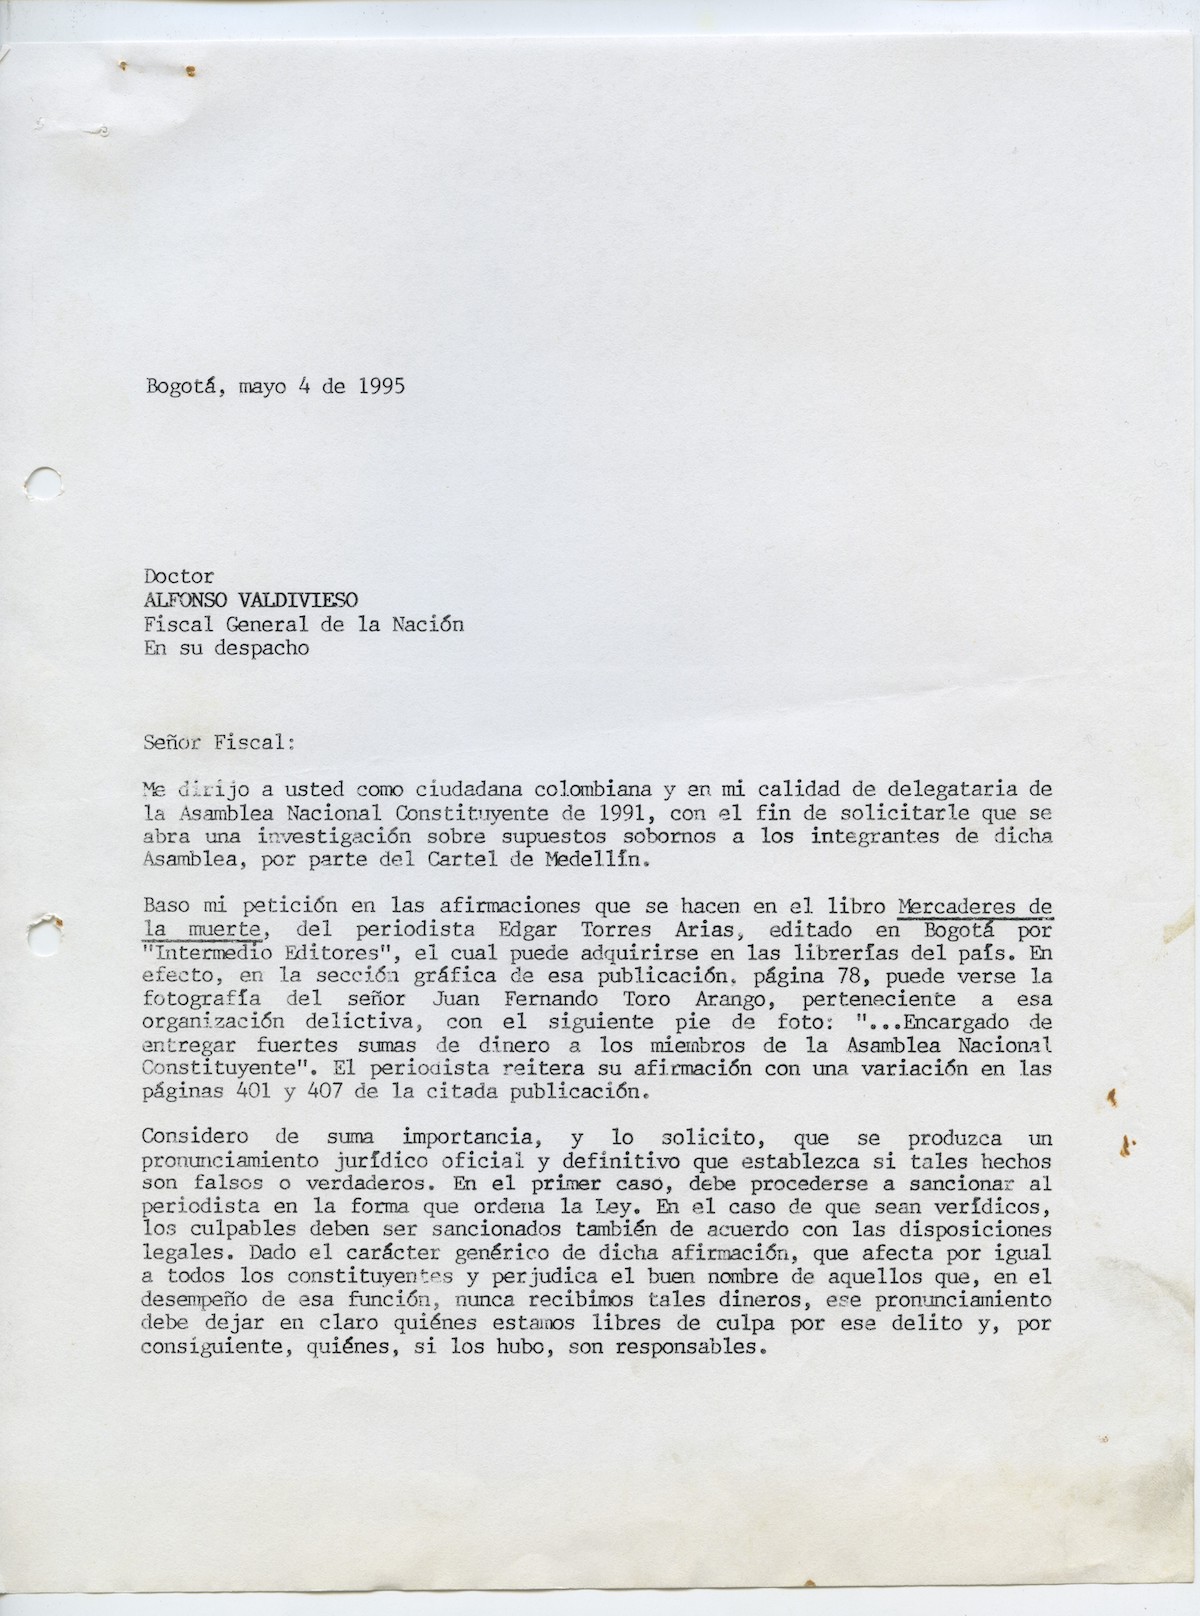 Bogotá, mayo 4 de 1995
Doctor
ALFONSO VALDIVIESO
Fiscal General de la Nación
En su despacho
Señor Fiscal:
Me dirijo a usted como ciudadana colombiana y en mi calidad de delegataria de
la Asamblea Nacional Constituyente de 1991, con el fin de solicitarle que se
abra una investigación sobre supuestos sobornos a los integrantes de dicha
Asamblea, por parte del Cartel de Medellín.
Baso mi petición en las afirmaciones que se hacen en el libro Mercaderes de
la muerte, del periodista Edgar Torres Arias, editado en Bogotá por
"Intermedio Editores", el cual puede adquirirse en las librerías del país. En
efecto, en la sección gráfica de esa publicación, página 78, puede verse la
fotografía del señor Juan Fernando Toro Arango, perteneciente a esa
organización delictiva, con el siguiente pie de foto: "...Encargado de
entregar fuertes sumas de dinero a los miembros de la Asamblea Nacional
Constituyente". El periodista reitera su afirmación con una variación en las
páginas 401 y 407 de la citada publicación.
Considero de suma importancia, y lo solicito, que se produzca un
pronunciamiento jurídico oficial y definitivo que establezca si tales hechos
son falsos o verdaderos. En el primer caso, debe procederse a sancionar al
periodista en la forma que ordena la Ley. En el caso de que sean verídicos,
los culpables deben ser sancionados también de acuerdo con las disposiciones
legales. Dado el carácter genérico de dicha afirmación, que afecta por igual
a todos los constituyentes y perjudica el buen nombre de aquellos que, en el
desempeño de esa función, nunca recibimos tales dineros, ese pronunciamiento
debe dejar en claro quiénes estamos libres de culpa por ese delito y, por
consiguiente, quiénes, si los hubo, son responsables.